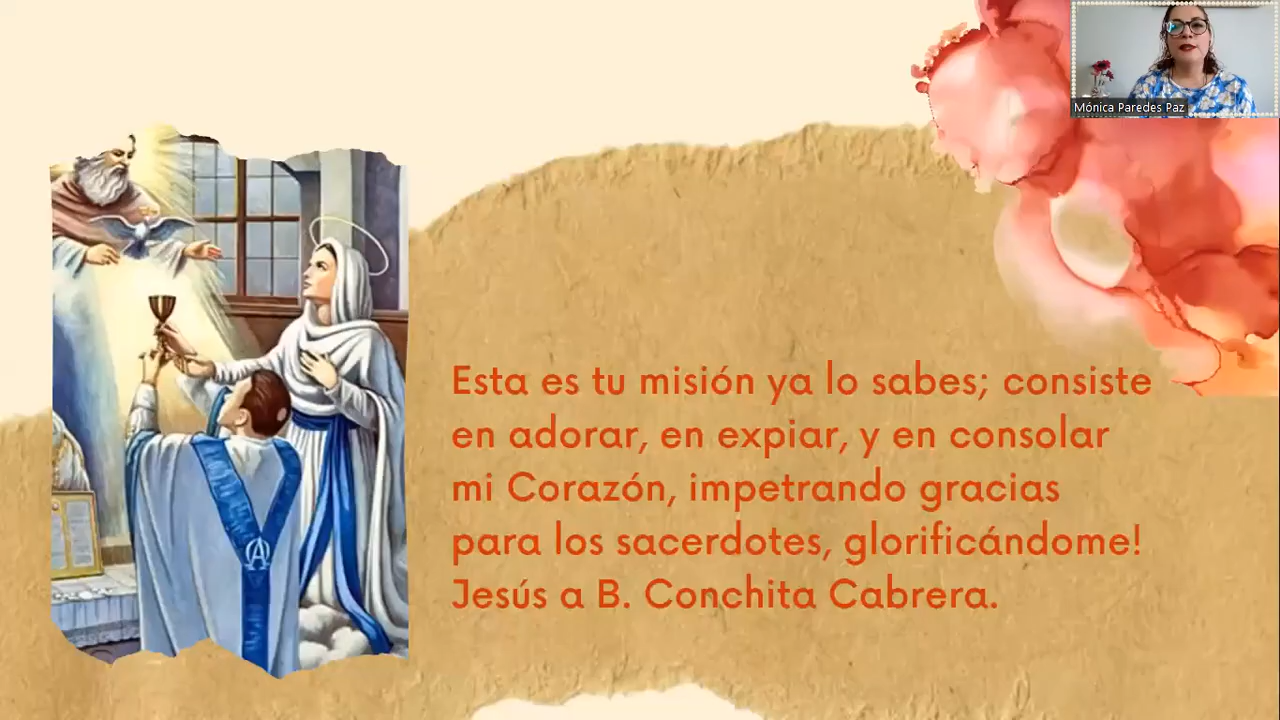 Mónica Paredes Paz
Esta es tu misión ya lo sabes; consiste
en adorar, en expiar, y en consolar
mi Corazón, impetrando gracias
para los sacerdotes, glorificándome!
Jesús a B. Conchita Cabrera.